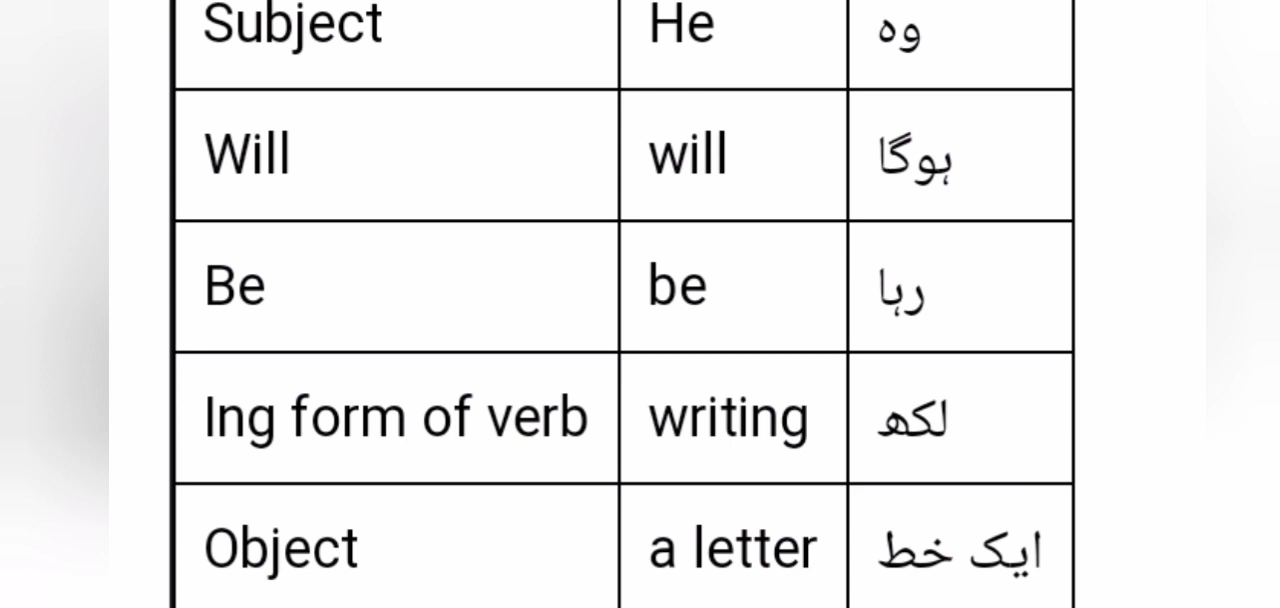 Subject He وہ
Will will ہوگا
Be be رہا
Ing form of verb writing لکھ
Object a letter ایک خط